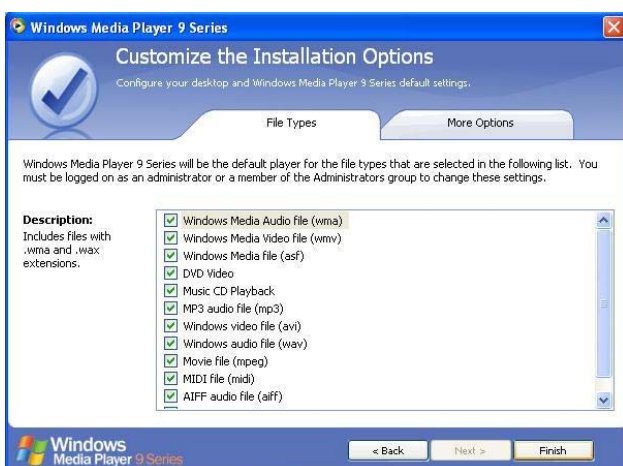 Windows Media Player 9 Series
Customize the Installation Options
Configure your desktop and Windows Media Player 9 Series default settings.
File Types
More Options
Windows Media Player 9 Series will be the default player for the file types that are selected in the following list. You
must be logged on as an administrator or a member of the Administrators group to change these settings.
Description:
Includes files with
.wma and .wax
extensions.
Windows Media Audio file (wma)
Windows Media Video file (wmv)
Windows Media file (asf)
DVD Video
Music CD Playback
MP3 audio file (mp3)
Windows video file (avi)
Windows audio file (wav)
Movie file (mpeg)
MIDI file (midi)
AIFF audio file (aiff)
Windows
Media Player 9 Series
< Back
Next >
Finish